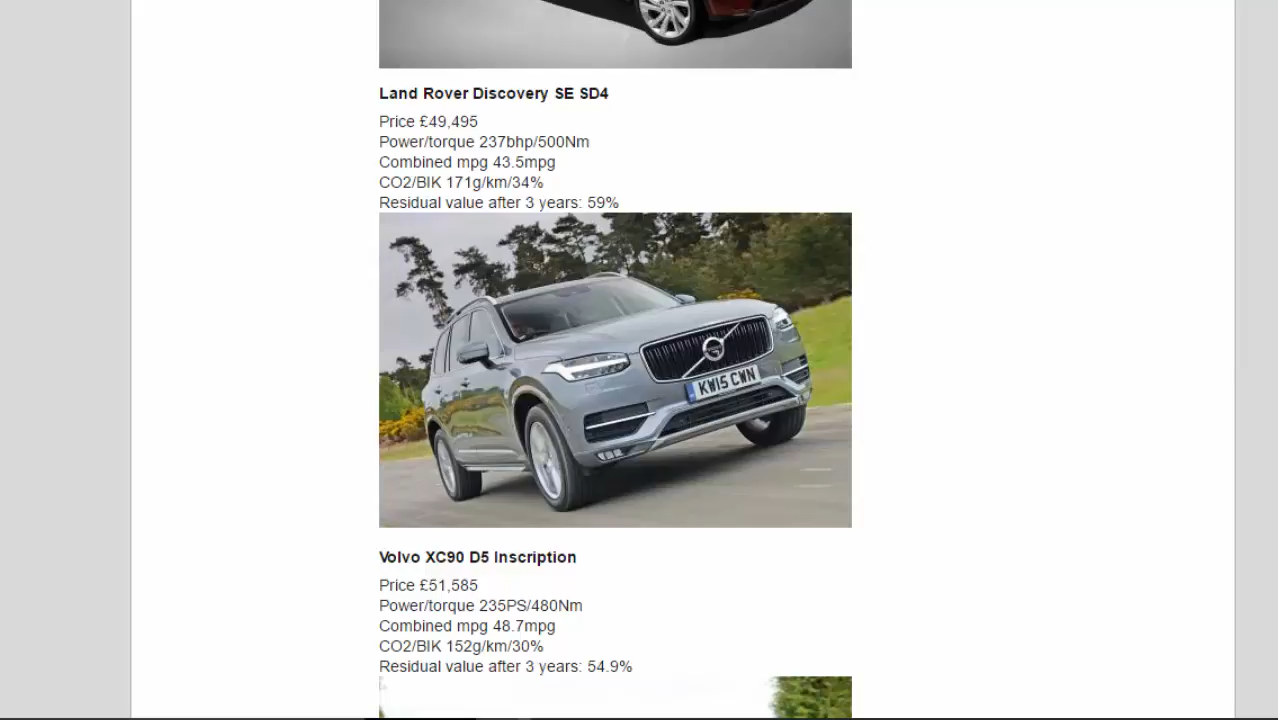 Land Rover Discovery SE SD4
Price £49,495
Power/torque 237bhp/500Nm
Combined mpg 43.5mpg
CO2/BIK 171g/km/34%
Residual value after 3 years: 59%
KW15 CWN
Volvo XC90 D5 Inscription
Price £51,585
Power/torque 235PS/480Nm
Combined mpg 48.7mpg
CO2/BIK 152g/km/30%
Residual value after 3 years: 54.9%